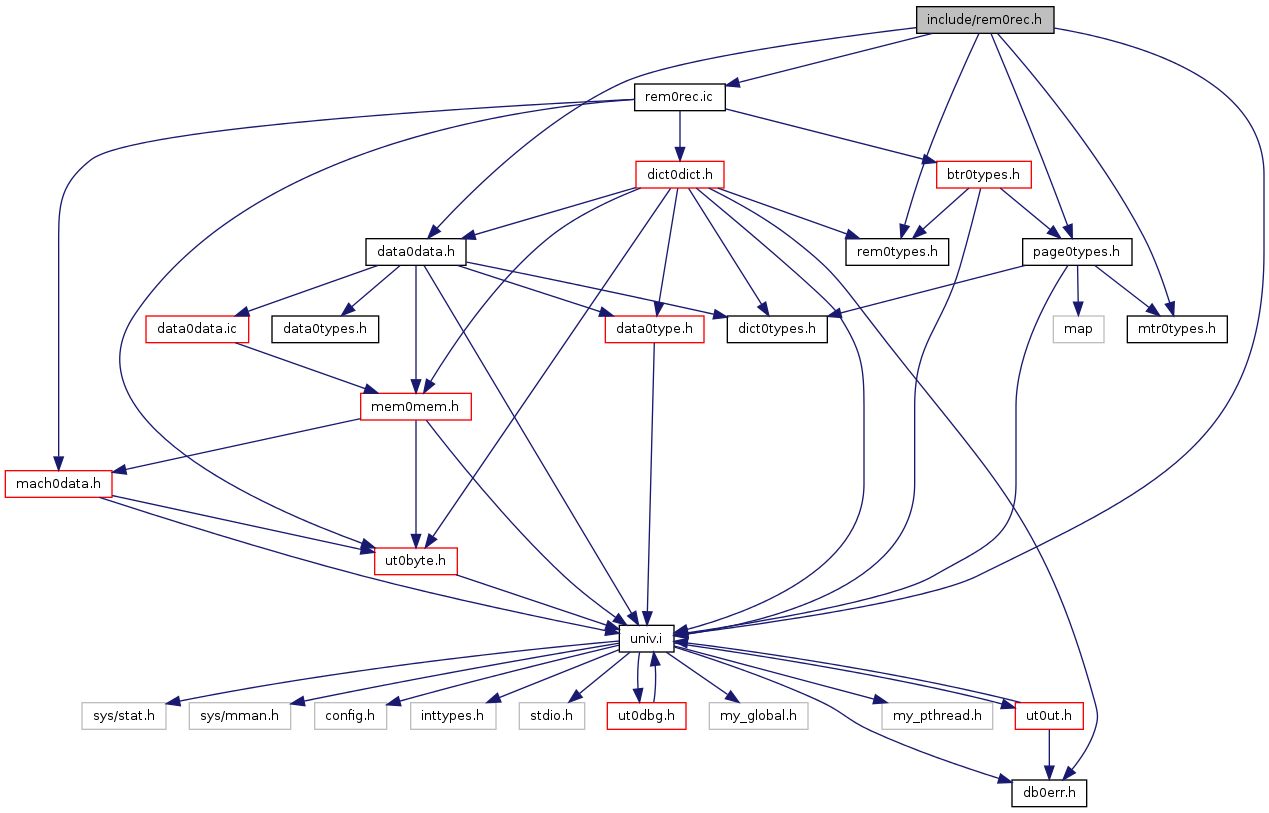 include/rem0rec.h
rem0rec.ic
dict0dict.h
btr0types.h
data0data.h
rem0types.h
page0types.h
data0data.ic
data0types.h
data0type.h
dict0types.h
map
mtr0types.h
mem0mem.h
mach0data.h
ut0byte.h
univ.i
sys/stat.h
sys/mman.h
config.h
inttypes.h
stdio.h
ut0dbg.h
my_global.h
my_pthread.h
ut0ut.h
db0err.h